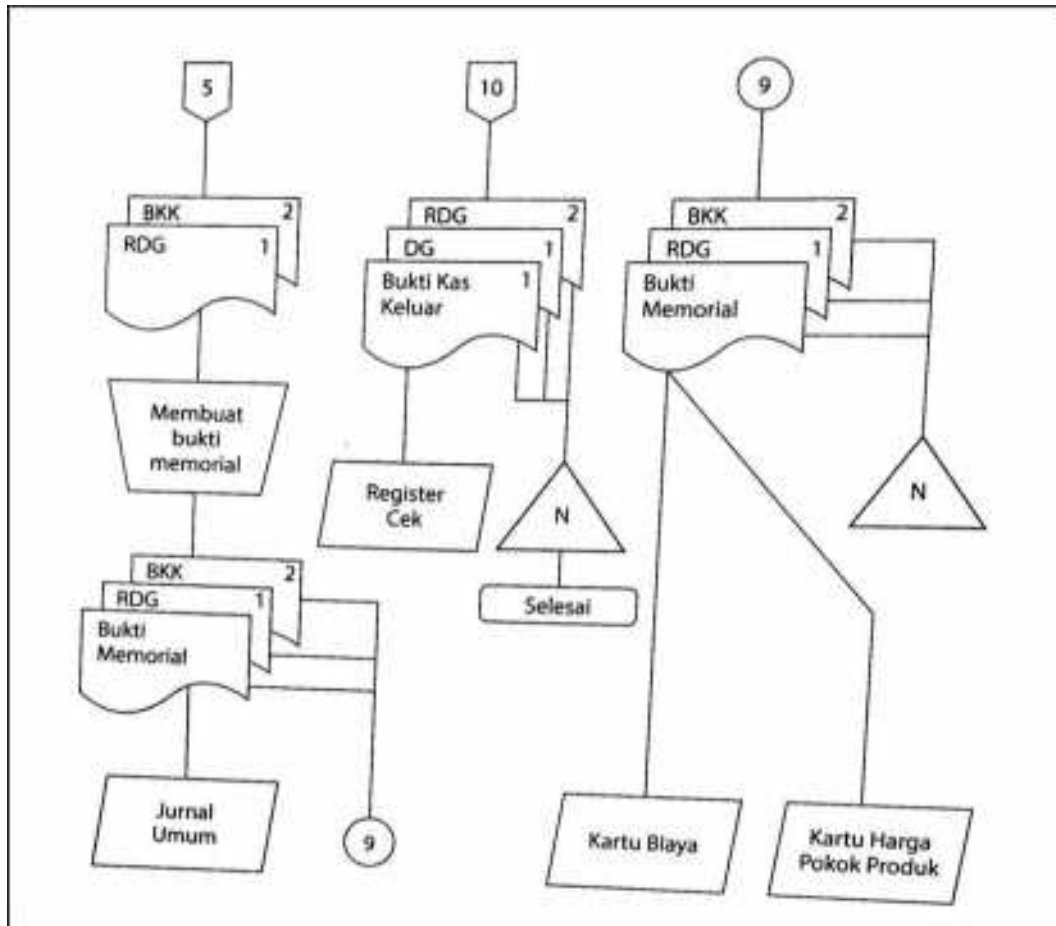 5
BKK 2
RDG 1
Membuat
bukti
memorial
BKK 2
RDG 1
Bukti
Memorial
Jurnal
Umum
9
10
RDG 2
DG 1
Bukti Kas 1
Keluar
Register
Cek
N
Selesai
9
BKK 2
RDG 1
Bukti
Memorial
N
Kartu Biaya
Kartu Harga
Pokok Produk